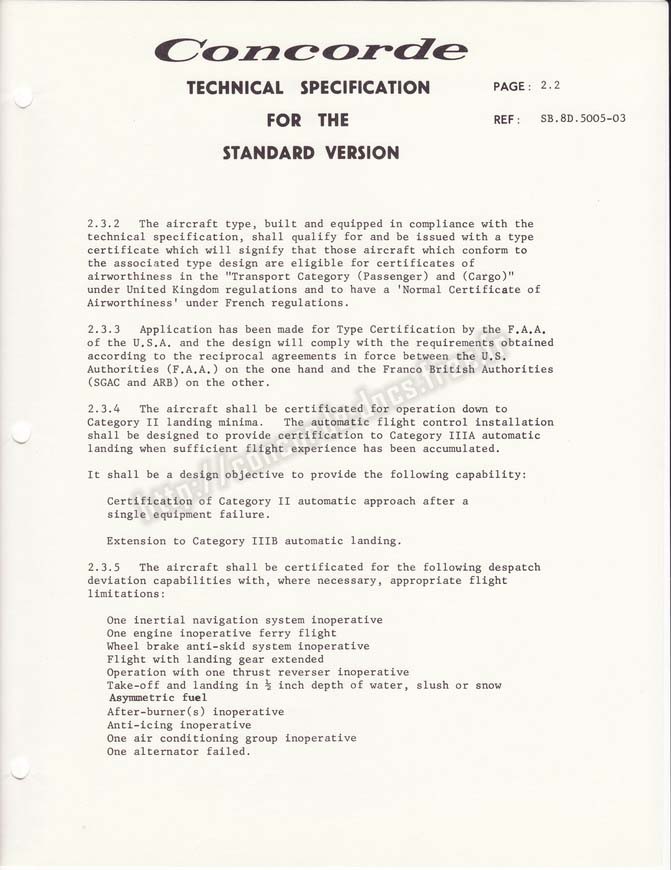 Concorde
TECHNICAL SPECIFICATION
PAGE: 2.2
FOR THE
REF: SB.8D.5005-03
STANDARD VERSION
2.3.2 The aircraft type, built and equipped in compliance with the
technical specification, shall qualify for and be issued with a type
certificate which will signify that those aircraft which conform to
the associated type design are eligible for certificates of
airworthiness in the "Transport Category (Passenger) and (Cargo)"
under United Kingdom regulations and to have a 'Normal Certificate of
Airworthiness' under French regulations.
2.3.3 Application has been made for Type Certification by the F.A.A.
of the U.S.A. and the design will comply with the requirements obtained
according to the reciprocal agreements in force between the U.S.
Authorities (F.A.A.) on the one hand and the Franco British Authorities
(SGAC and ARB) on the other.
2.3.4 The aircraft shall be certificated for operation down to
Category II landing minima. The automatic flight control installation
shall be designed to provide certification to Category IIIA automatic
landing when sufficient flight experience has been accumulated.
It shall be a design objective to provide the following capability:
Certification of Category II automatic approach after a
single equipment failure.
Extension to Category IIIB automatic landing.
2.3.5 The aircraft shall be certificated for the following despatch
deviation capabilities with, where necessary, appropriate flight
limitations:
One inertial navigation system inoperative
One engine inoperative ferry flight
Wheel brake anti-skid system inoperative
Flight with landing gear extended
Operation with one thrust reverser inoperative
Take-off and landing in ½ inch depth of water, slush or snow
Asymmetric fuel
After-burner(s) inoperative
Anti-icing inoperative
One air conditioning group inoperative
One alternator failed.